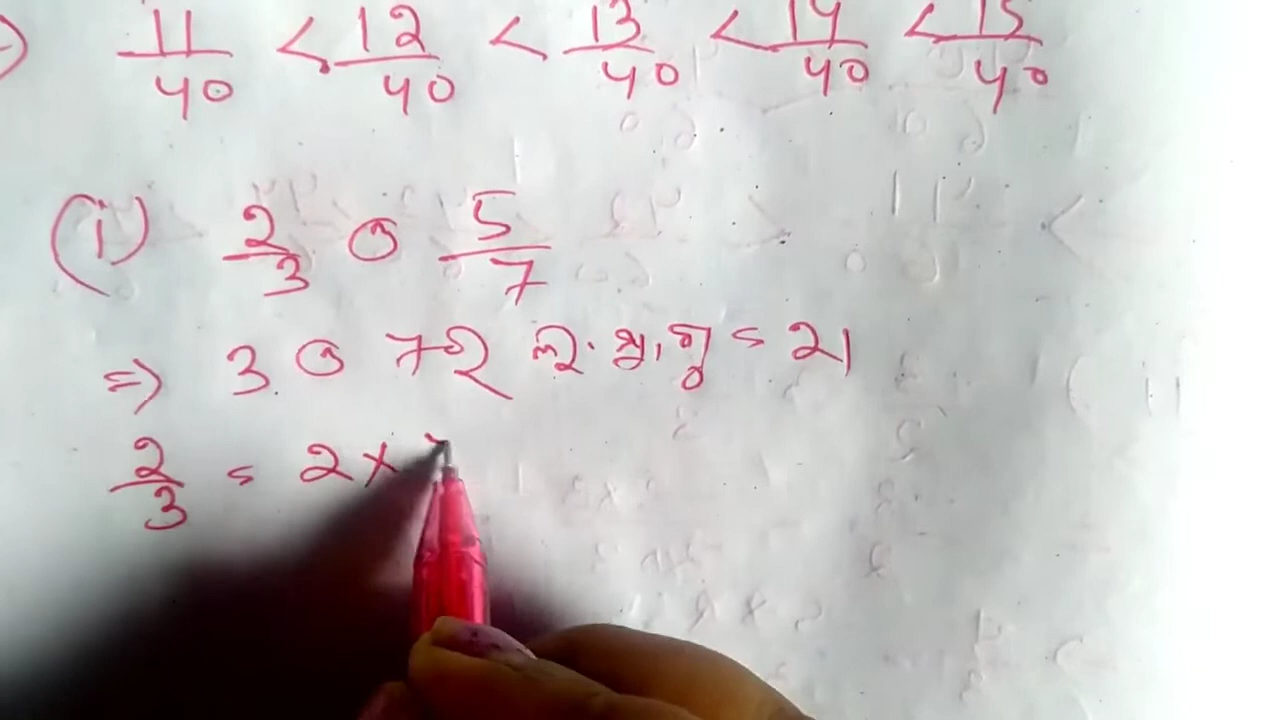 11/40 < 12/40 < 13/40 < 14/40 < 15/40
(i) 2/3 ଓ 5/7
⇒ 3 ଓ 7ର ଲ.ସା.ଗୁ = 21
2/3 = 2 ×